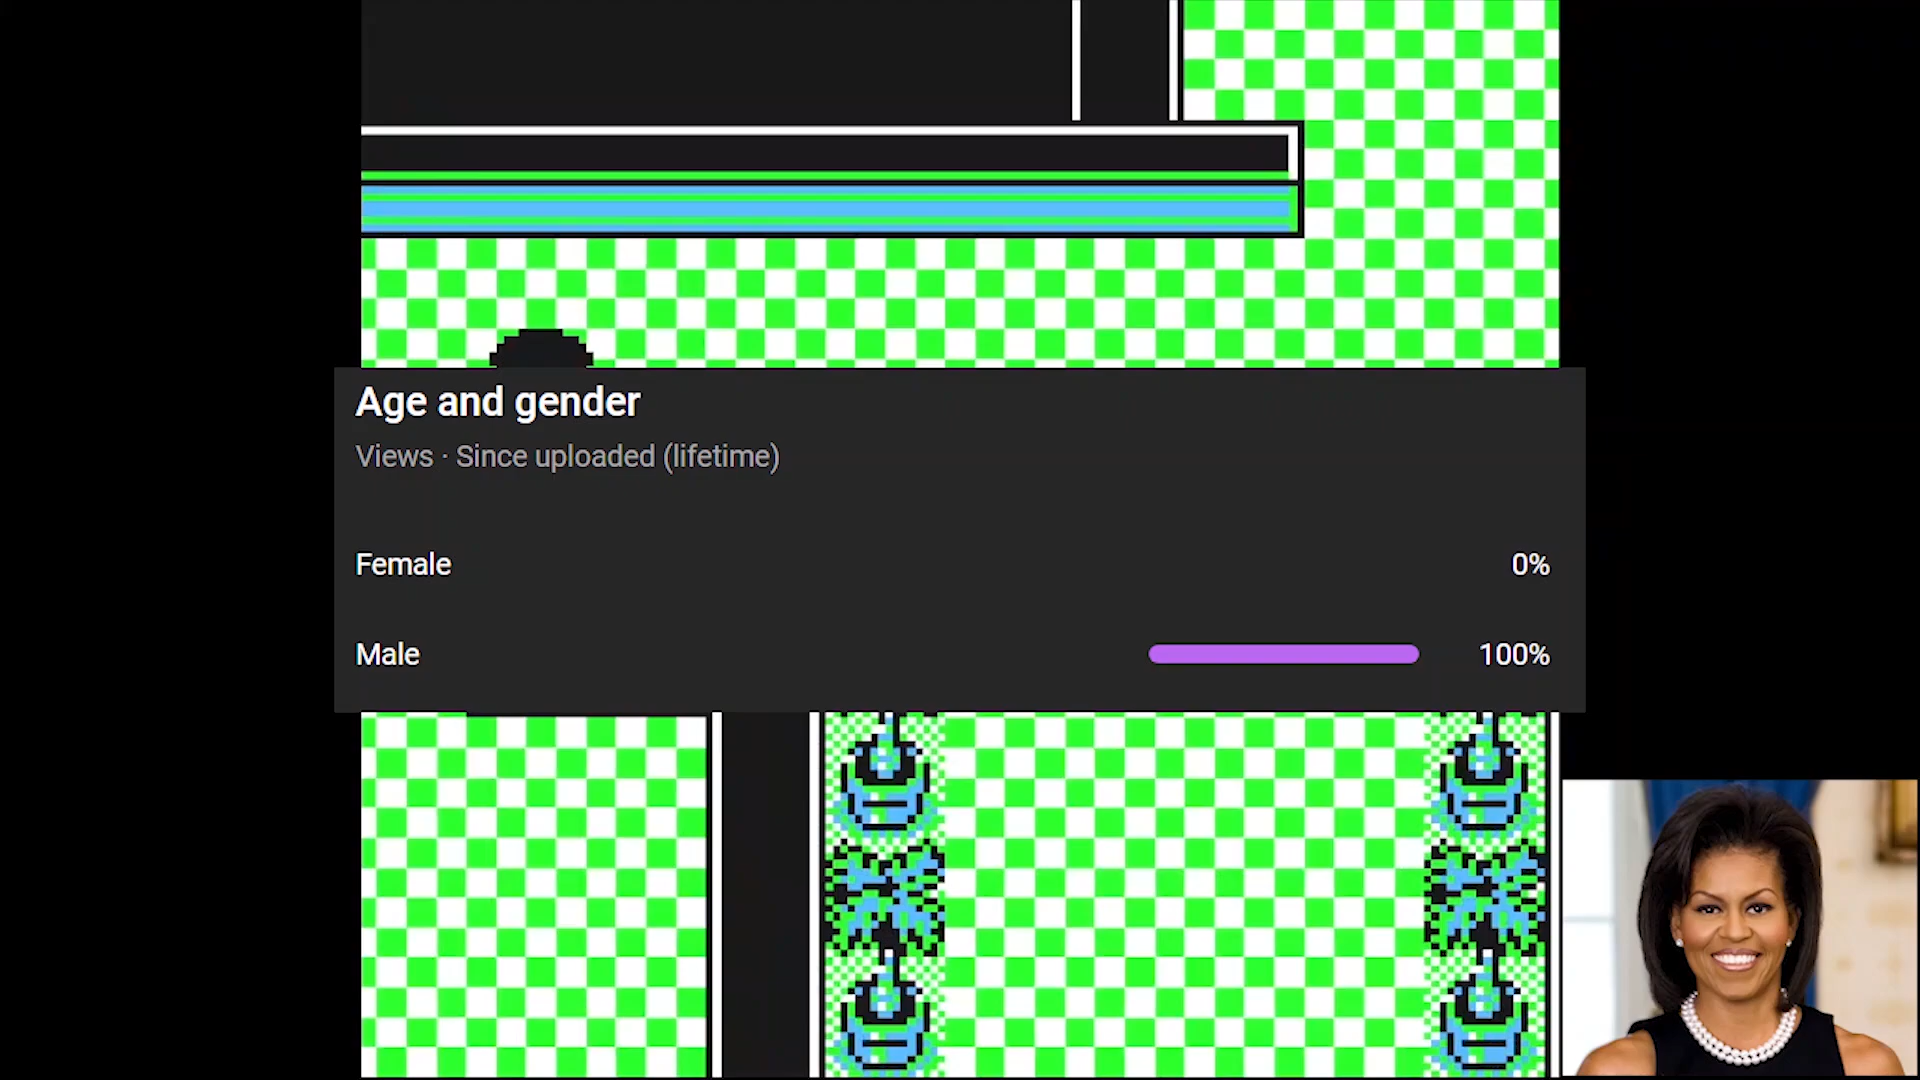 Age and gender
Views · Since uploaded (lifetime)
Female 0%
Male 100%